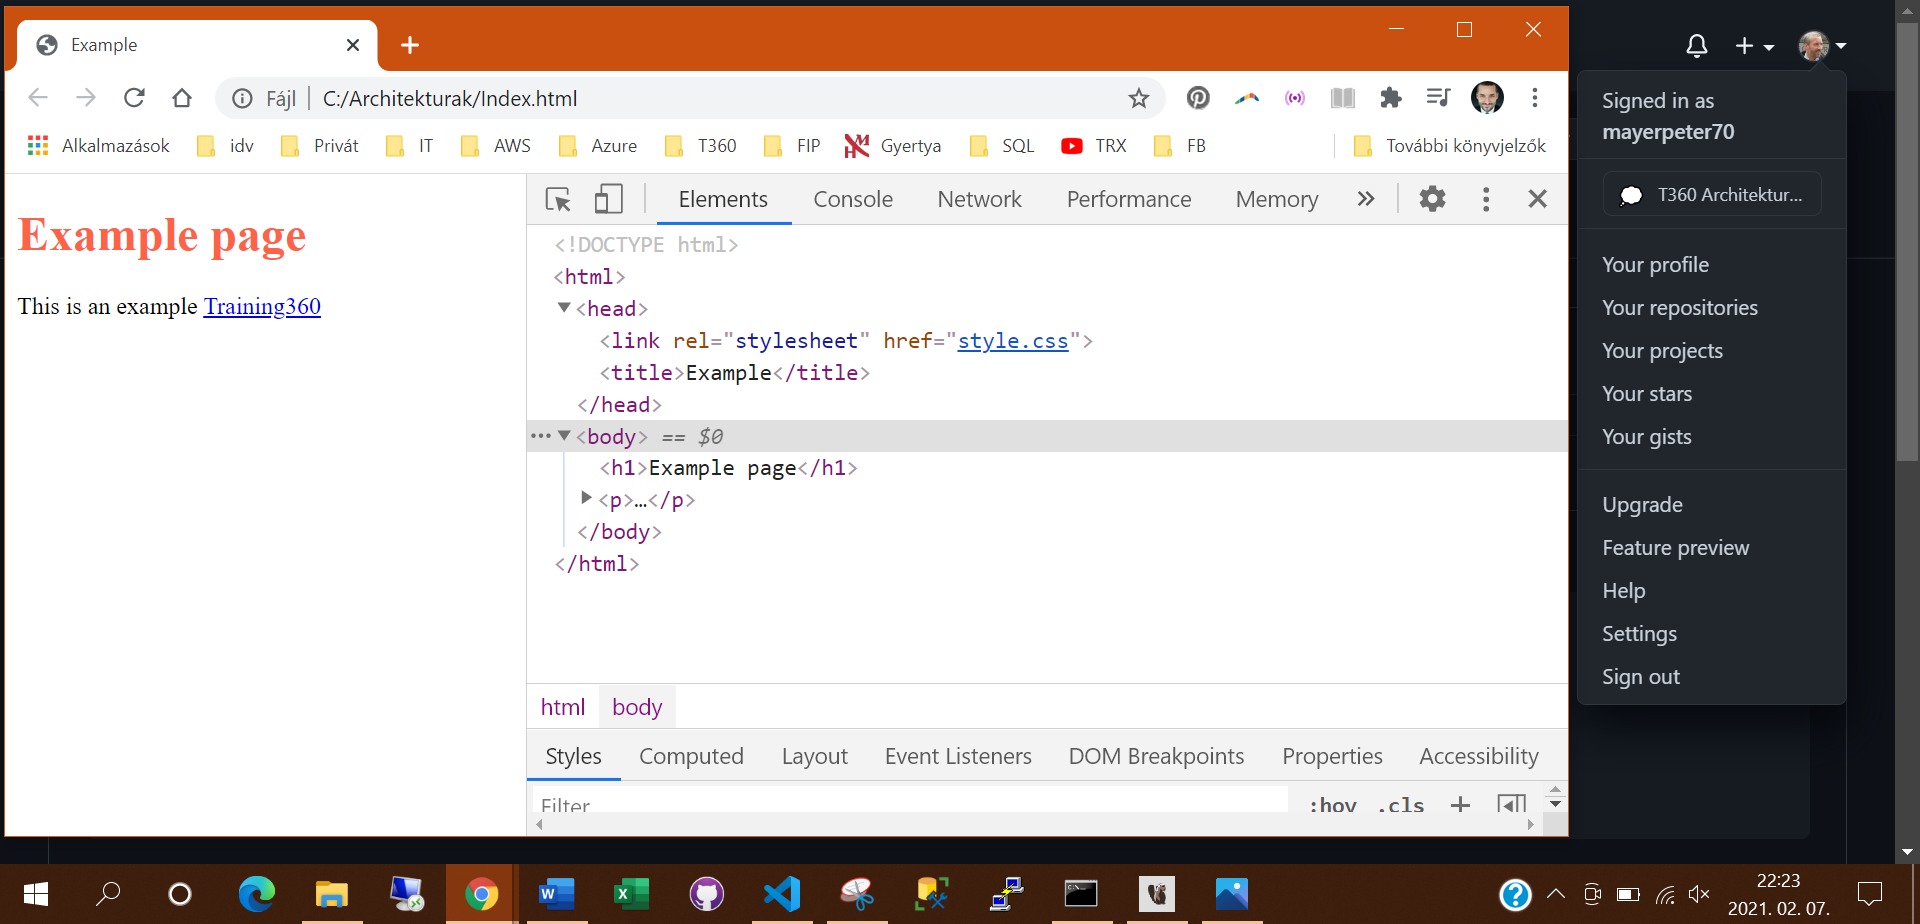 Example
Fájl | C:/Architekturak/Index.html
Alkalmazások idv Privát IT AWS Azure T360 FIP Gyertya SQL TRX FB További könyvjelzők
Example page
This is an example Training360
Elements Console Network Performance Memory »
<!DOCTYPE html>
<html>
<head>
<link rel="stylesheet" href="style.css">
<title>Example</title>
</head>
<body> == $0
<h1>Example page</h1>
<p>…</p>
</body>
</html>
html body
Styles Computed Layout Event Listeners DOM Breakpoints Properties Accessibility
Filter :hov .cls +
Signed in as
mayerpeter70
T360 Architektur...
Your profile
Your repositories
Your projects
Your stars
Your gists
Upgrade
Feature preview
Help
Settings
Sign out
22:23
2021. 02. 07.